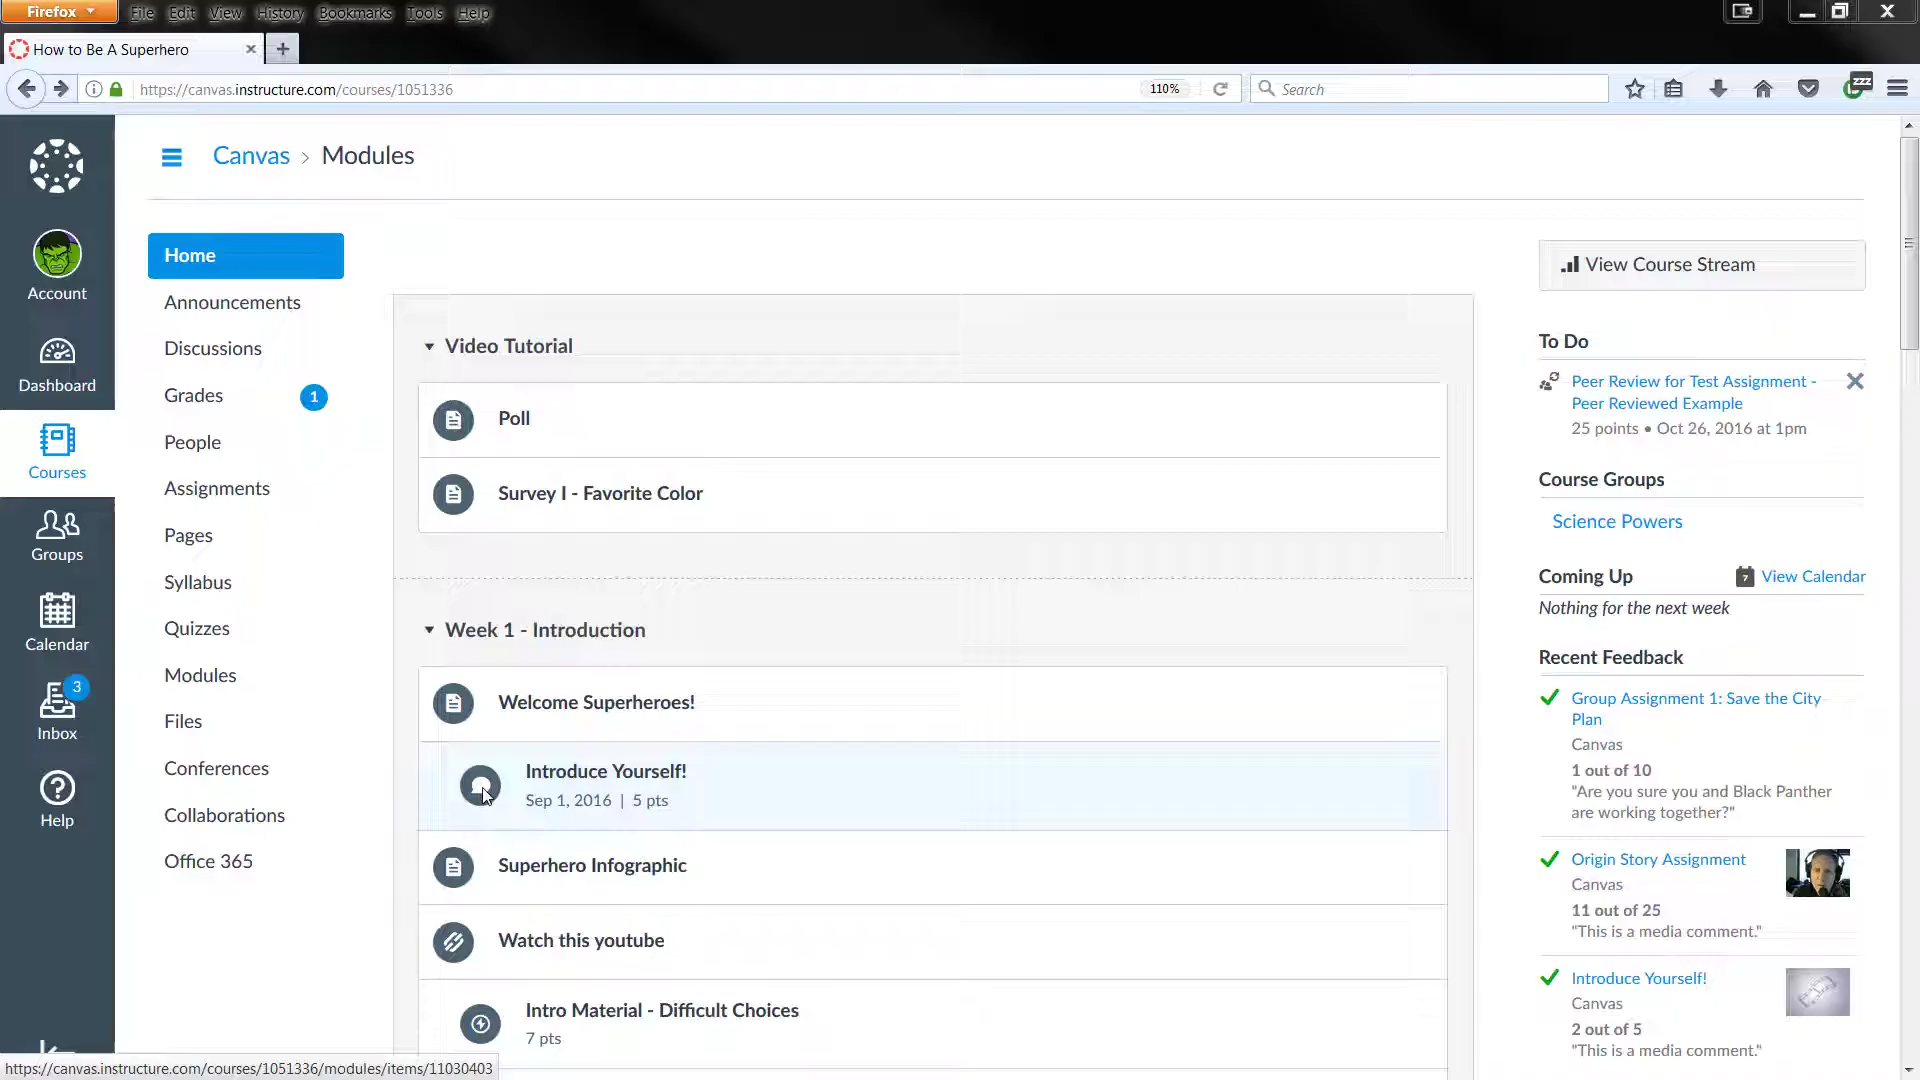 Firefox
File Edit View History Bookmarks Tools Help
How to Be A Superhero
https://canvas.instructure.com/courses/1051336
110%
Search
zzz
Canvas > Modules
Account
Dashboard
Courses
Groups
Calendar
3
Inbox
Help
Home
Announcements
Discussions
Grades 1
People
Assignments
Pages
Syllabus
Quizzes
Modules
Files
Conferences
Collaborations
Office 365
Video Tutorial
Poll
Survey I - Favorite Color
Week 1 - Introduction
Welcome Superheroes!
Introduce Yourself!
Sep 1, 2016 | 5 pts
Superhero Infographic
Watch this youtube
Intro Material - Difficult Choices
7 pts
View Course Stream
To Do
Peer Review for Test Assignment -
Peer Reviewed Example
25 points • Oct 26, 2016 at 1pm
Course Groups
Science Powers
Coming Up 7 View Calendar
Nothing for the next week
Recent Feedback
Group Assignment 1: Save the City
Plan
Canvas
1 out of 10
"Are you sure you and Black Panther
are working together?"
Origin Story Assignment
Canvas
11 out of 25
"This is a media comment."
Introduce Yourself!
Canvas
2 out of 5
"This is a media comment."
https://canvas.instructure.com/courses/1051336/modules/items/11030403